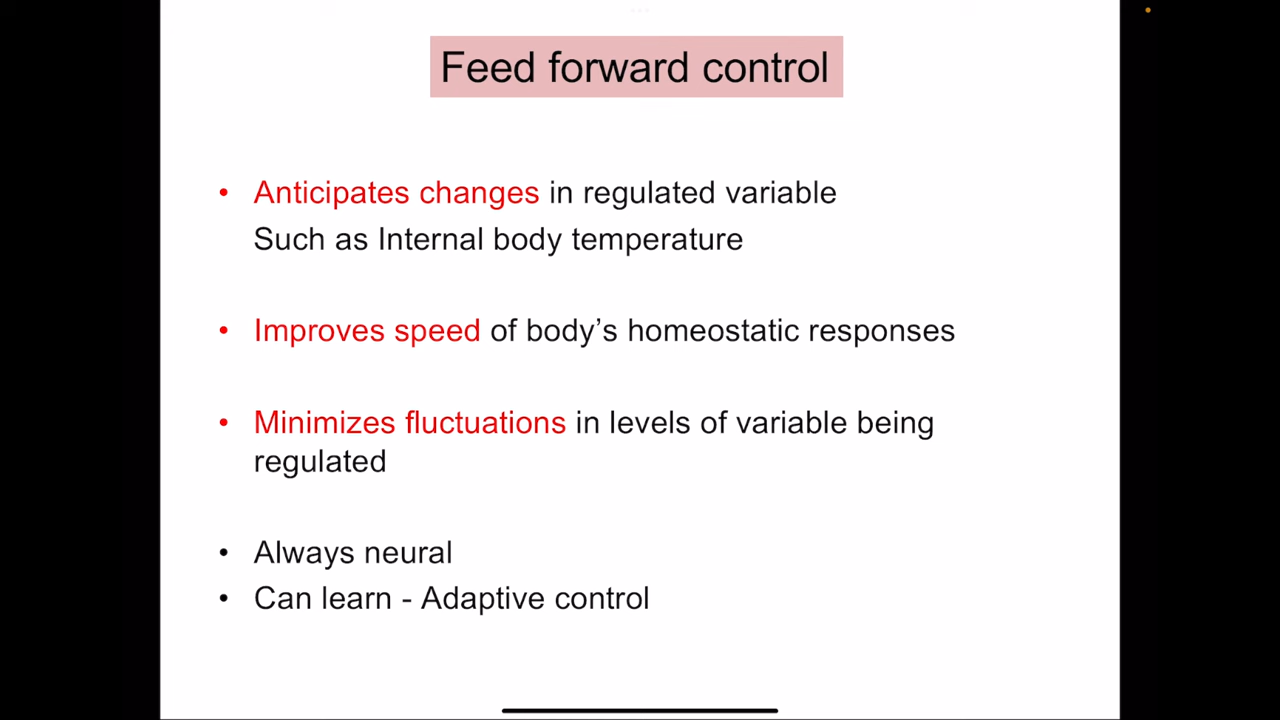 Feed forward control
• Anticipates changes in regulated variable
Such as Internal body temperature
• Improves speed of body’s homeostatic responses
• Minimizes fluctuations in levels of variable being
regulated
• Always neural
• Can learn - Adaptive control